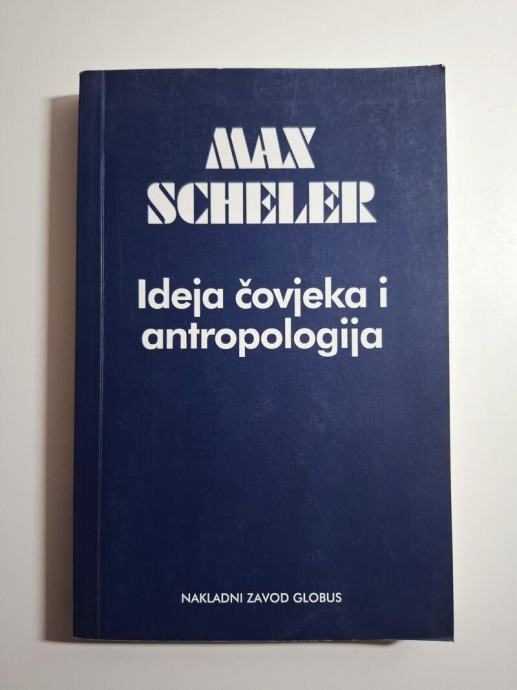 MAX
SCHELER
Ideja čovjeka i
antropologija
NAKLADNI ZAVOD GLOBUS